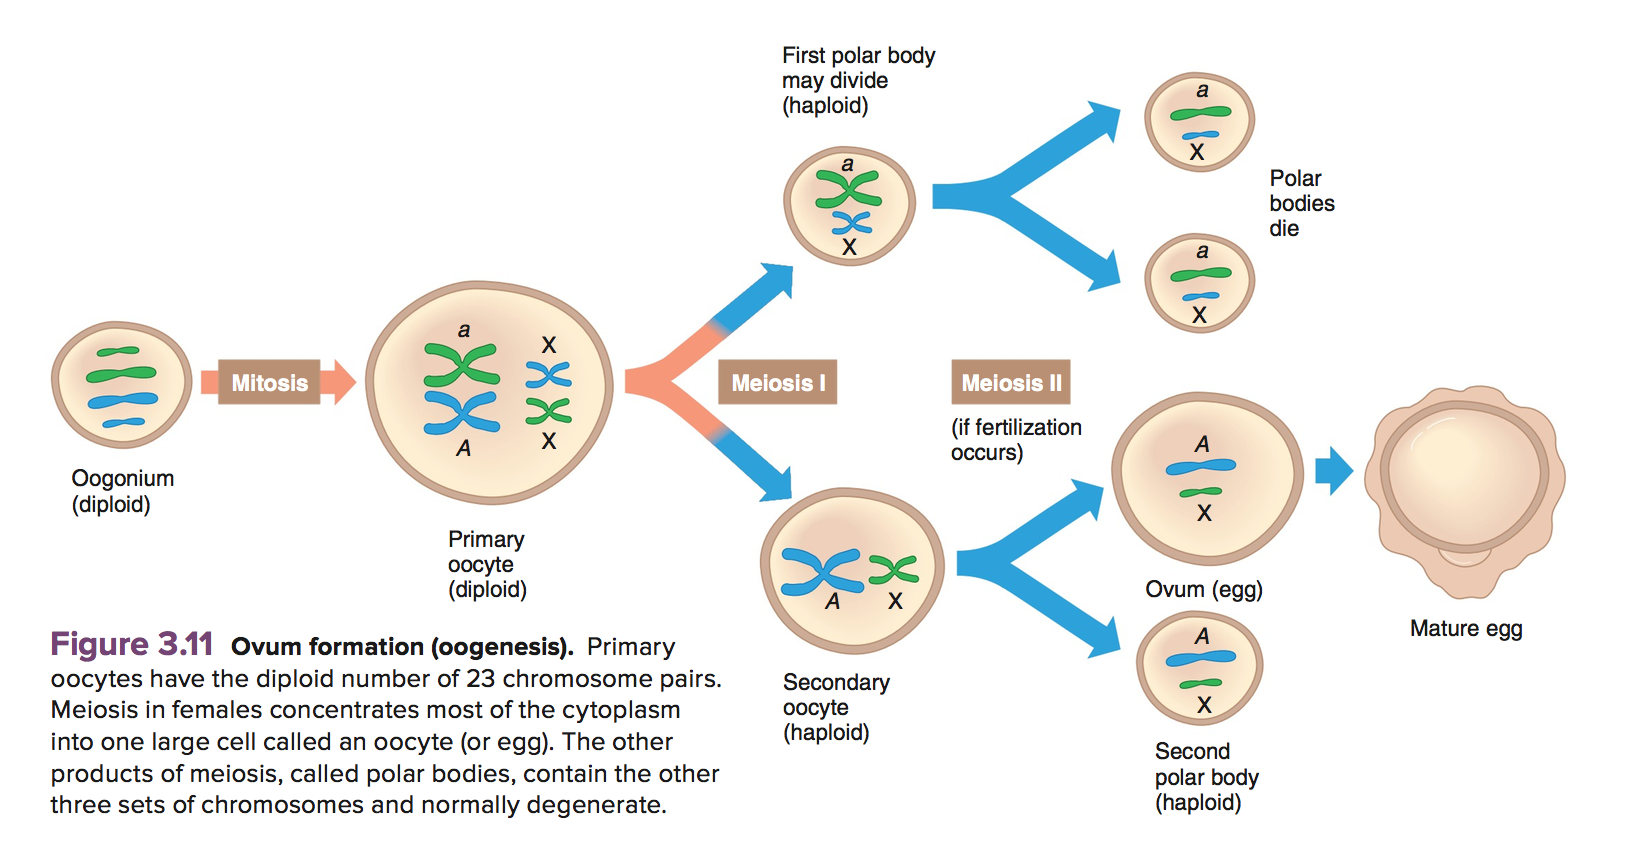 First polar body
may divide
(haploid)
a
X
a
X
a
X
Polar
bodies
die
Mitosis
Oogonium
(diploid)
a
X
A
X
Primary
oocyte
(diploid)
Meiosis I
Meiosis II
(if fertilization
occurs)
A
X
Secondary
oocyte
(haploid)
A
X
Ovum (egg)
Mature egg
A
X
Second
polar body
(haploid)
Figure 3.11 Ovum formation (oogenesis). Primary
oocytes have the diploid number of 23 chromosome pairs.
Meiosis in females concentrates most of the cytoplasm
into one large cell called an oocyte (or egg). The other
products of meiosis, called polar bodies, contain the other
three sets of chromosomes and normally degenerate.